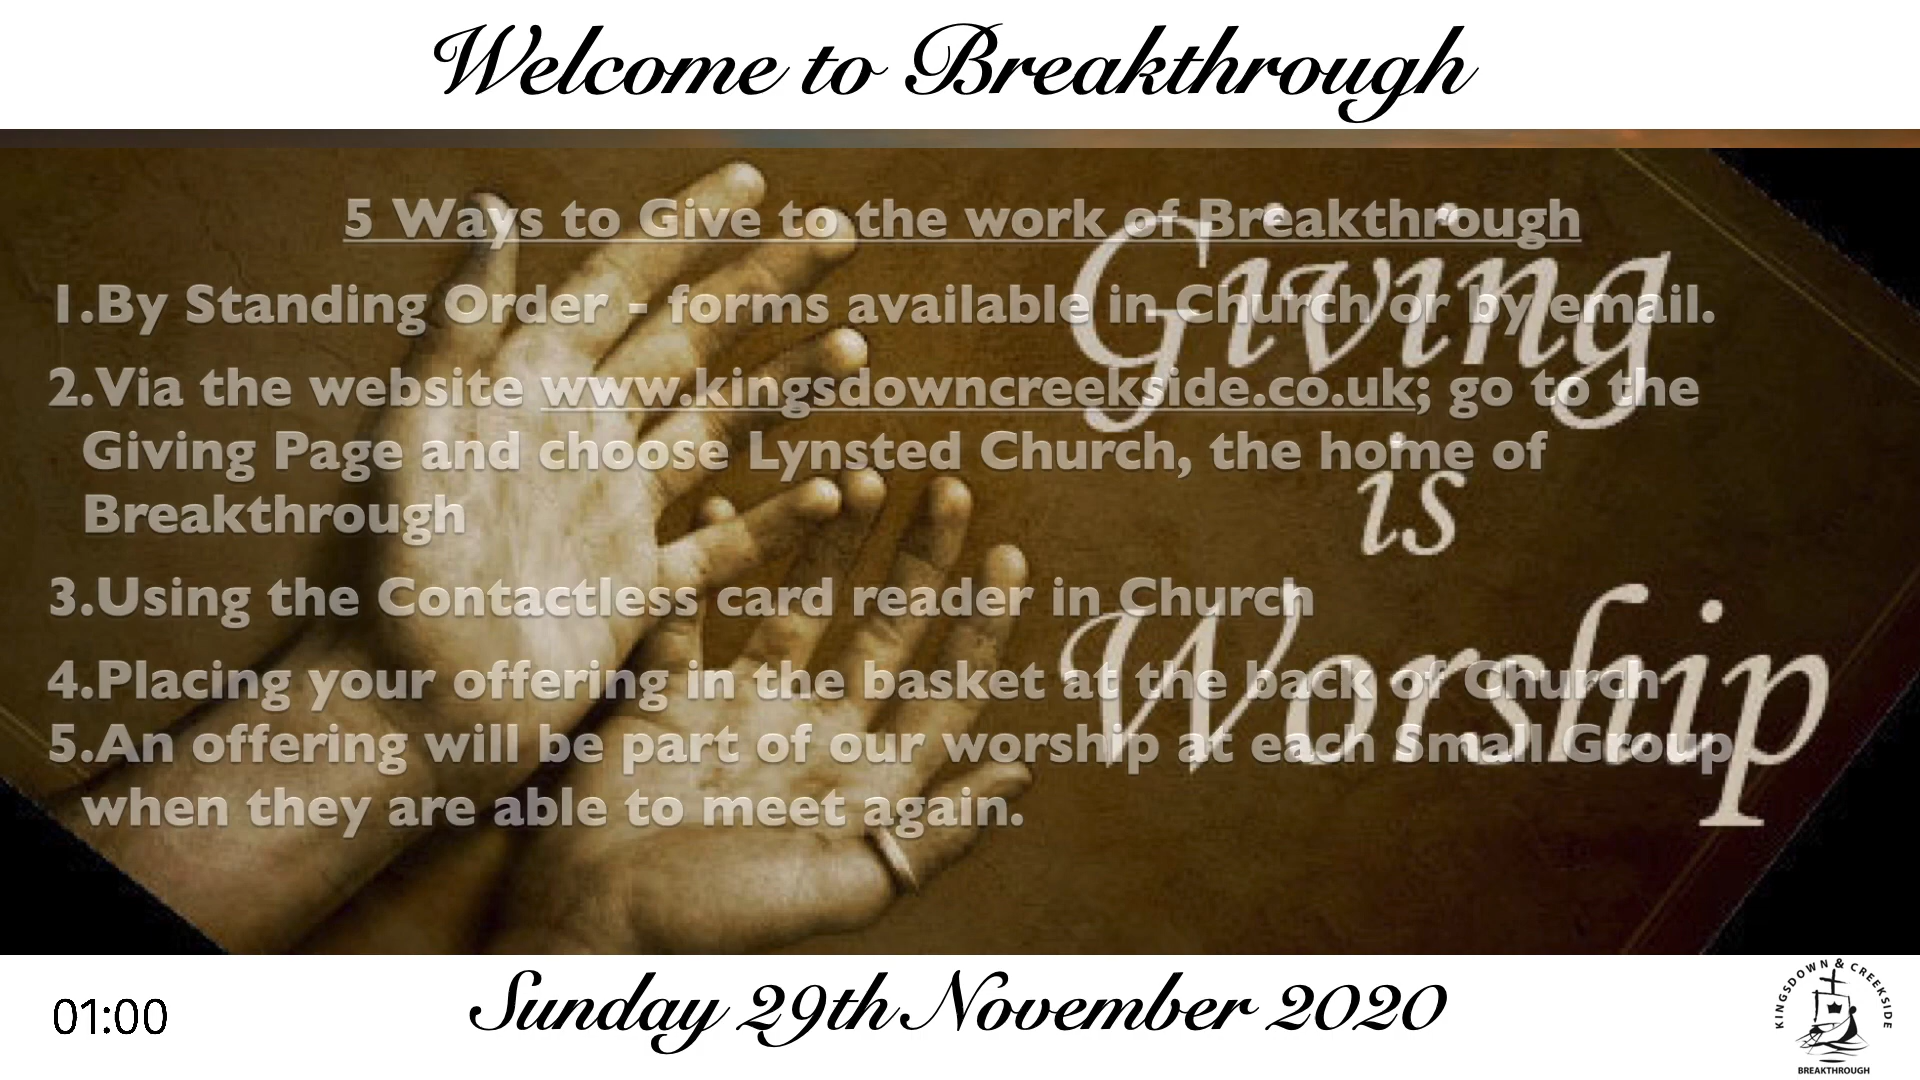 Welcome to Breakthrough
5 Ways to Give to the work of Breakthrough
1.By Standing Order - forms available in Church or by email.
2.Via the website www.kingsdowncreekside.co.uk; go to the
Giving Page and choose Lynsted Church, the home of
Breakthrough
3.Using the Contactless card reader in Church
4.Placing your offering in the basket at the back of Church
5.An offering will be part of our worship at each Small Group
when they are able to meet again.
Giving
is
Worship
01:00
Sunday 29th November 2020
KINGSDOWN & CREEKSIDE
BREAKTHROUGH